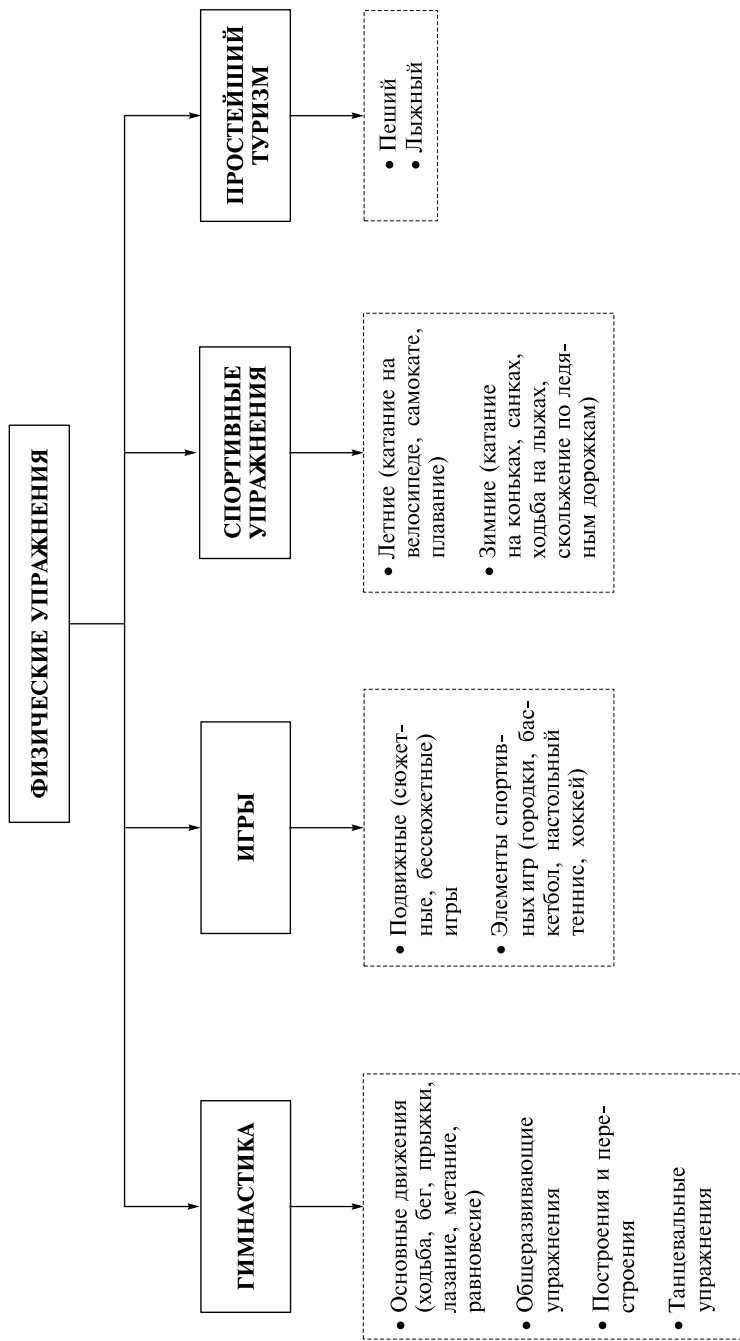 ФИЗИЧЕСКИЕ УПРАЖНЕНИЯ
ГИМНАСТИКА
• Основные движения
(ходьба, бег, прыжки,
лазание, метание,
равновесие)
• Общеразвивающие
упражнения
• Построения и пере-
строения
• Танцевальные
упражнения
ИГРЫ
• Подвижные (сюжет-
ные, бессюжетные)
игры
• Элементы спортив-
ных игр (городки, бас-
кетбол, настольный
теннис, хоккей)
СПОРТИВНЫЕ
УПРАЖНЕНИЯ
• Летние (катание на
велосипеде, самокате,
плавание)
• Зимние (катание
на коньках, санках,
ходьба на лыжах,
скольжение по ледя-
ным дорожкам)
ПРОСТЕЙШИЙ
ТУРИЗМ
• Пеший
• Лыжный